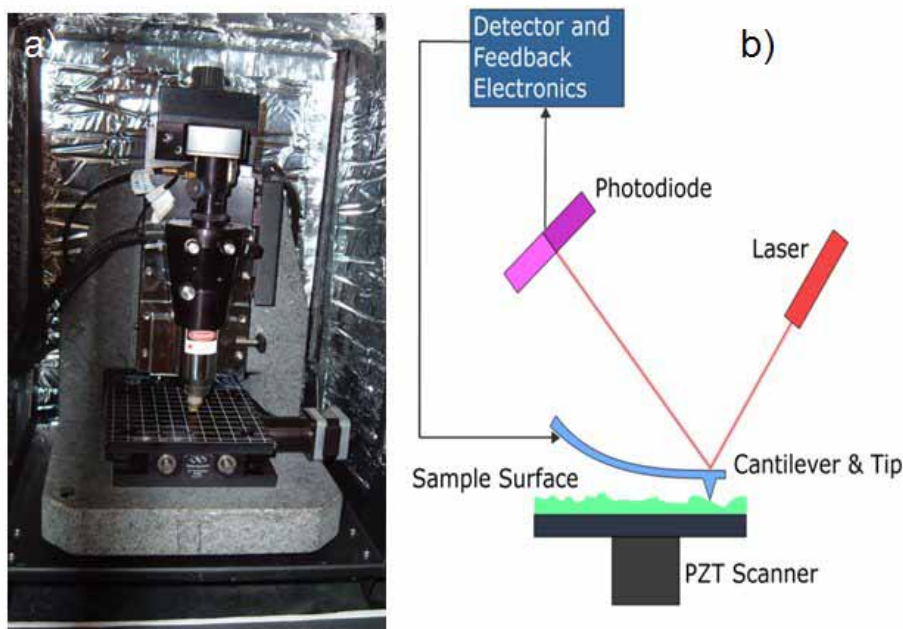 a)
b)
Detector and
Feedback
Electronics
Photodiode
Laser
Cantilever & Tip
Sample Surface
PZT Scanner